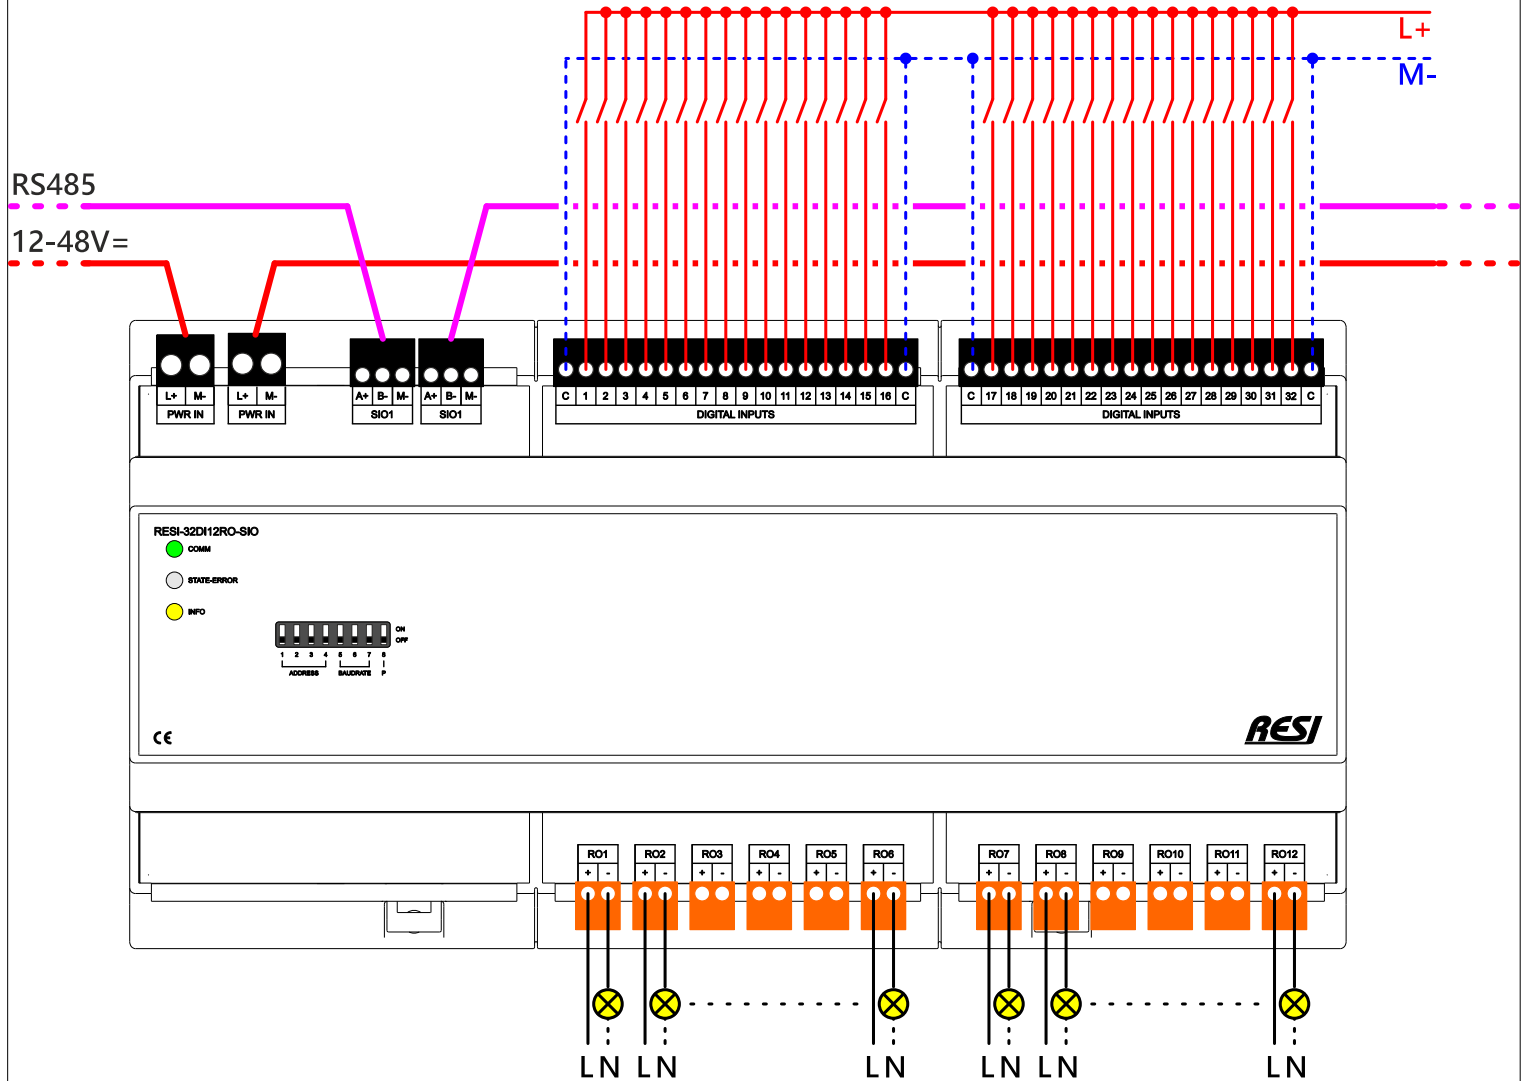 L+
M-
RS485
12-48V=
L+ M- L+ M- A+ B- M- A+ B- M- C 1 2 3 4 5 6 7 8 9 10 11 12 13 14 15 16 C C 17 18 19 20 21 22 23 24 25 26 27 28 29 30 31 32 C
PWR IN PWR IN SIO1 SIO1 DIGITAL INPUTS DIGITAL INPUTS
RESI-32DI12RO-SIO
COMM
STATE-ERROR
INFO
ON
OFF
1 2 3 4 5 6 7 8
ADDRESS BAUDRATE P
CE RESI
RO1 RO2 RO3 RO4 RO5 RO6 RO7 RO8 RO9 RO10 RO11 RO12
+ - + - + - + - + - + - + - + - + - + - + - + -
L N L N L N L N L N L N